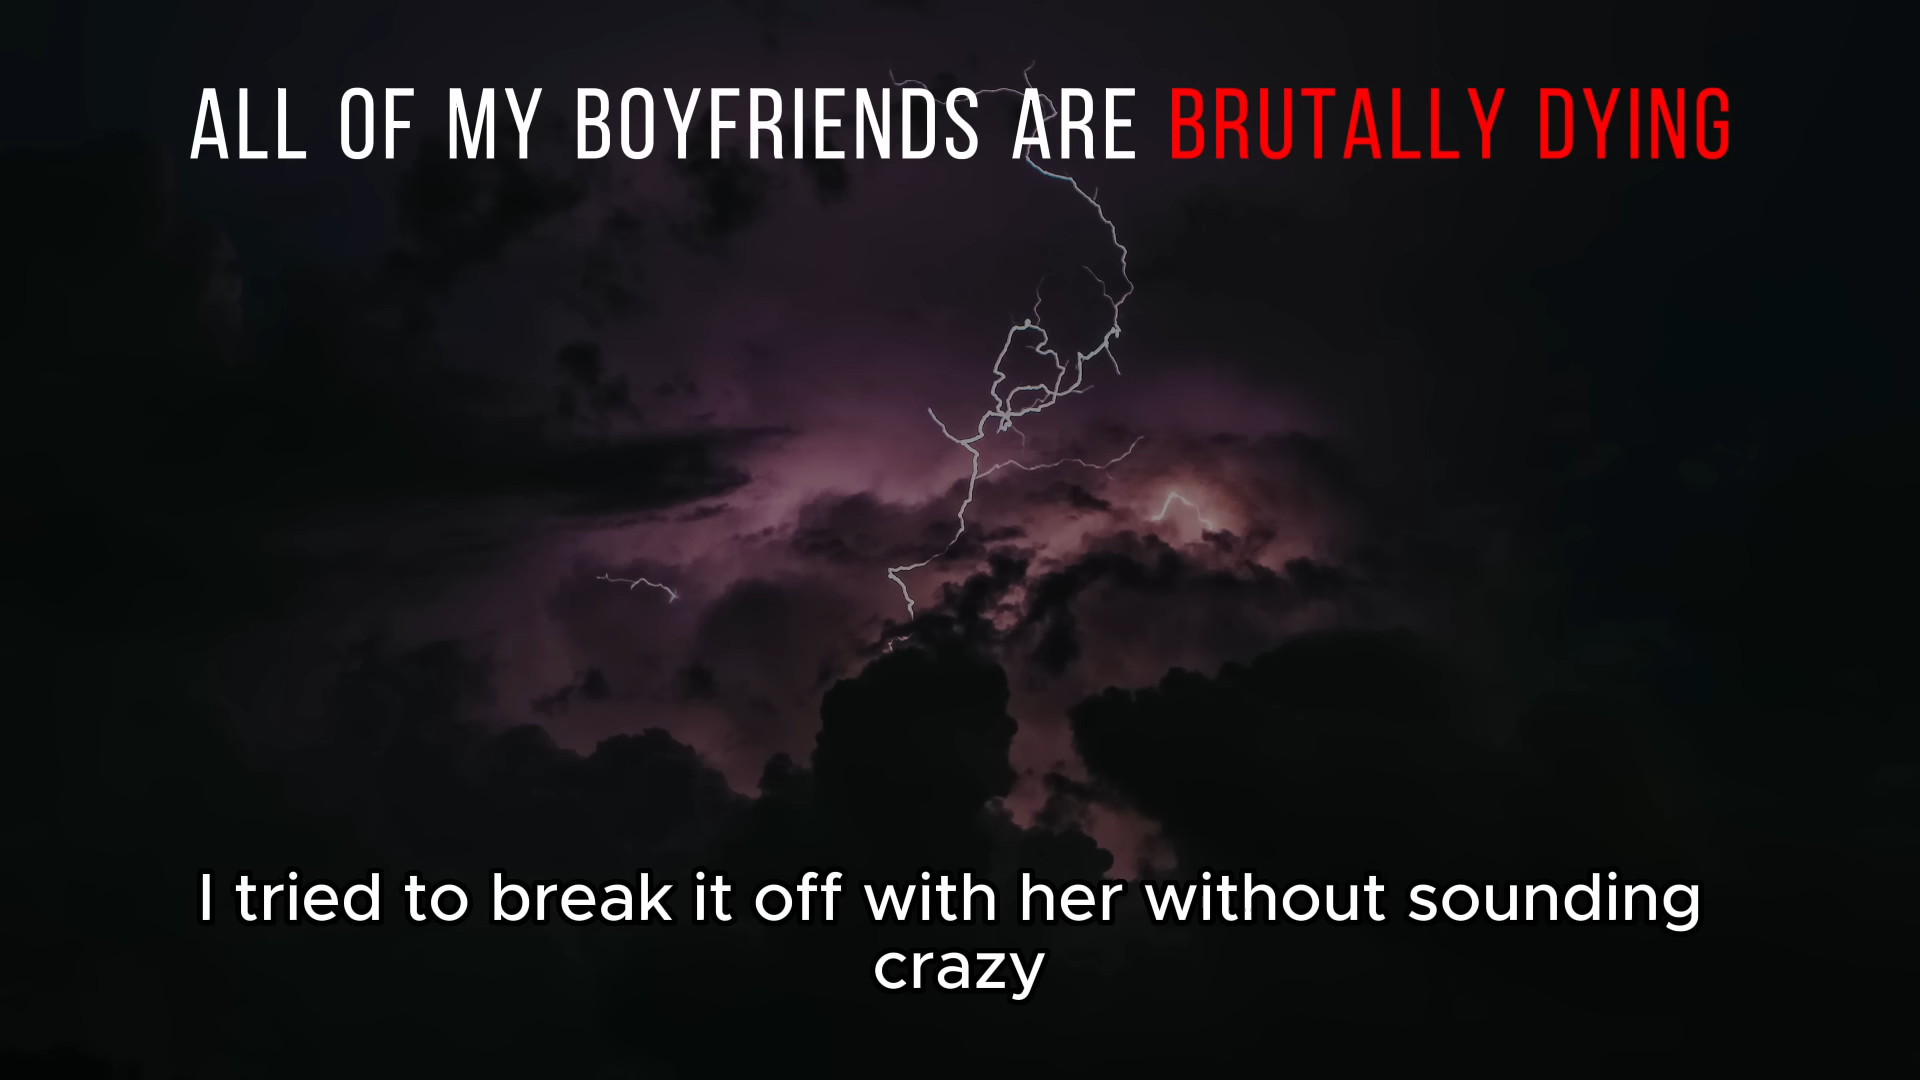 ALL OF MY BOYFRIENDS ARE BRUTALLY DYING
I tried to break it off with her without sounding
crazy